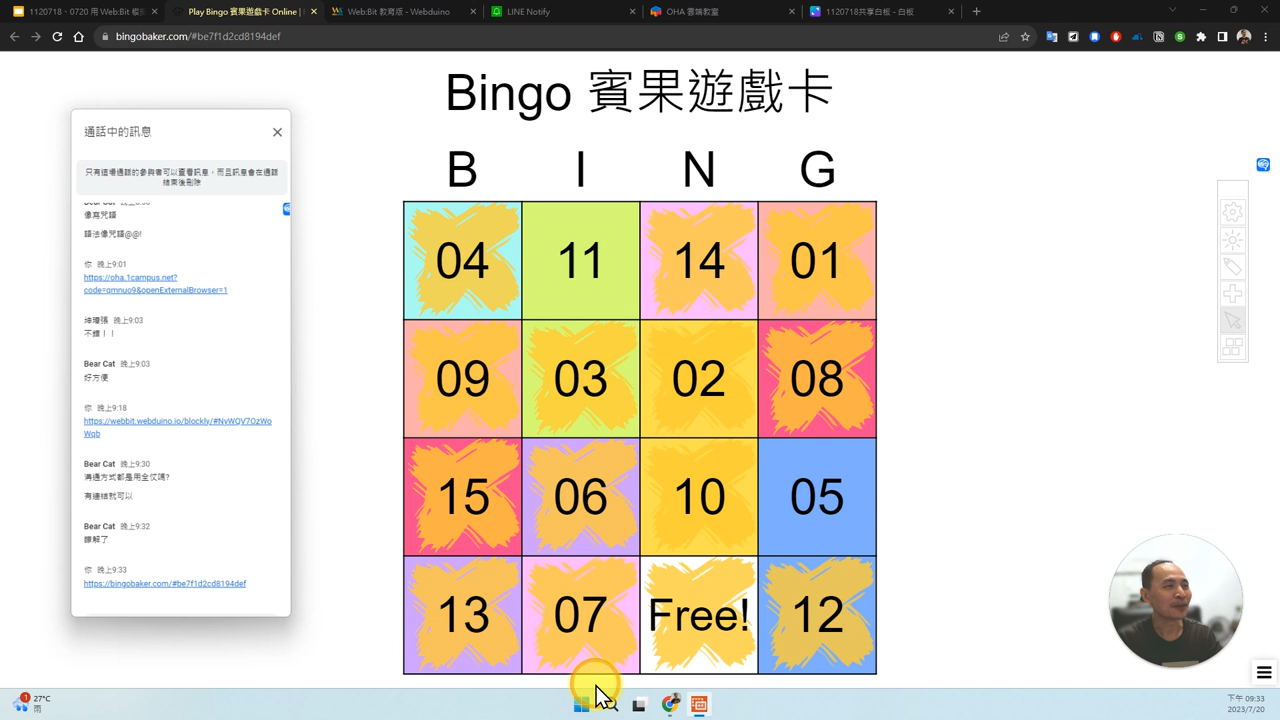 1120718 - 0720 Web:Bit 模
Play Bingo 賓果遊戲卡 Online |
Web:Bit 教育版 - Webduino
LINE Notify
OHA 雲端教室
1120718共享白板 - 白板
bingobaker.com/#be7f1d2cd8194def
Bingo 賓果遊戲卡
B I N G
04 11 14 01
09 03 02 08
15 06 10 05
13 07 Free! 12
通話中的訊息
只有這場通話的參與者可以查看訊息，而且訊息會在通話
結束後刪除
像寫咒語
語法像咒語@@!
你 晚上9:01
https://oha.1campus.net?
code=qmnuo9&openExternalBrowser=1
晚上9:03
不錯！！
Bear Cat 晚上9:03
好方便
你 晚上9:18
https://webbit.webduino.io/blockly/#NvWQV7OzWo
Wqb
Bear Cat 晚上9:30
溝通方式都是用全仗嗎?
有連結就可以
Bear Cat 晚上9:32
瞭解了
你 晚上9:33
https://bingobaker.com/#be7f1d2cd8194def
1
27°C
雨
下午 09:33
2023/7/20